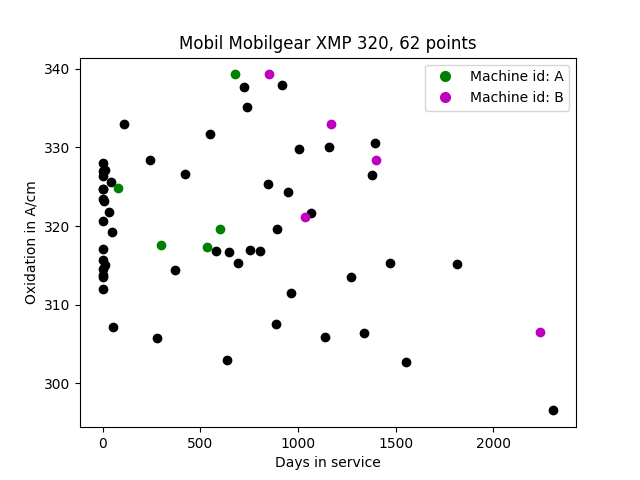 Mobil Mobilgear XMP 320, 62 points
Machine id: A
Machine id: B
Oxidation in A/cm
340
330
320
310
300
0
500
1000
1500
2000
Days in service